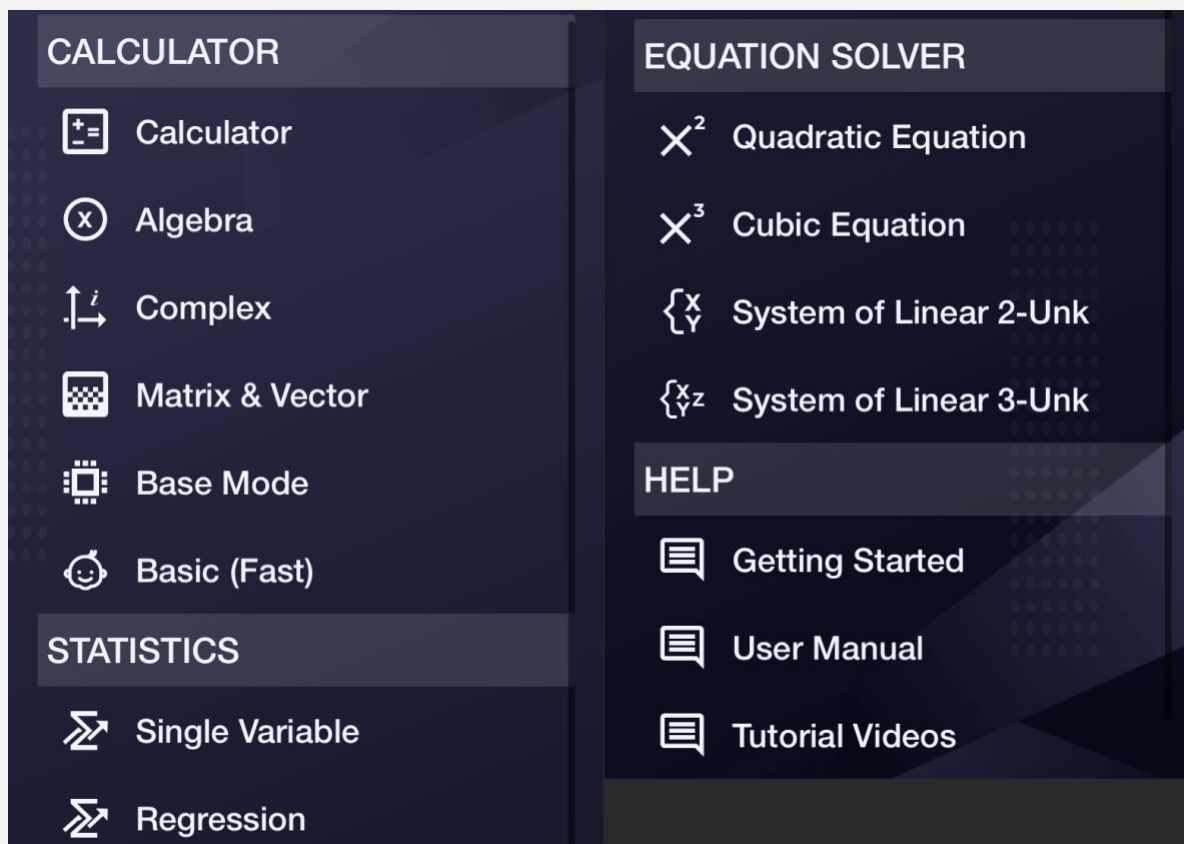 CALCULATOR
Calculator
Algebra
Complex
Matrix & Vector
Base Mode
Basic (Fast)
STATISTICS
Single Variable
Regression
EQUATION SOLVER
Quadratic Equation
Cubic Equation
System of Linear 2-Unk
System of Linear 3-Unk
HELP
Getting Started
User Manual
Tutorial Videos